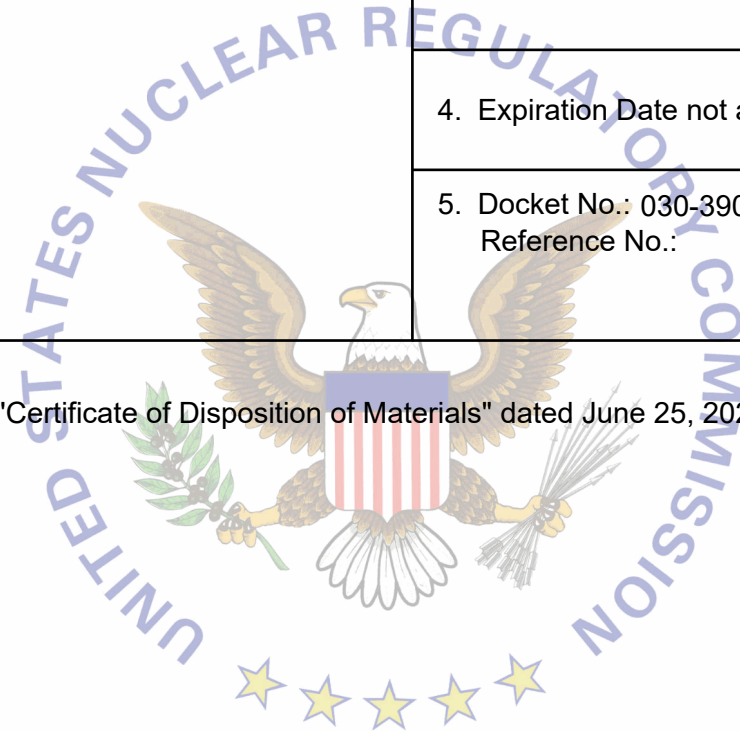 UNITED STATES NUCLEAR REGULATORY COMMISSION
4. Expiration Date not
5. Docket No.: 030-390
Reference No.:
"Certificate of Disposition of Materials" dated June 25, 202